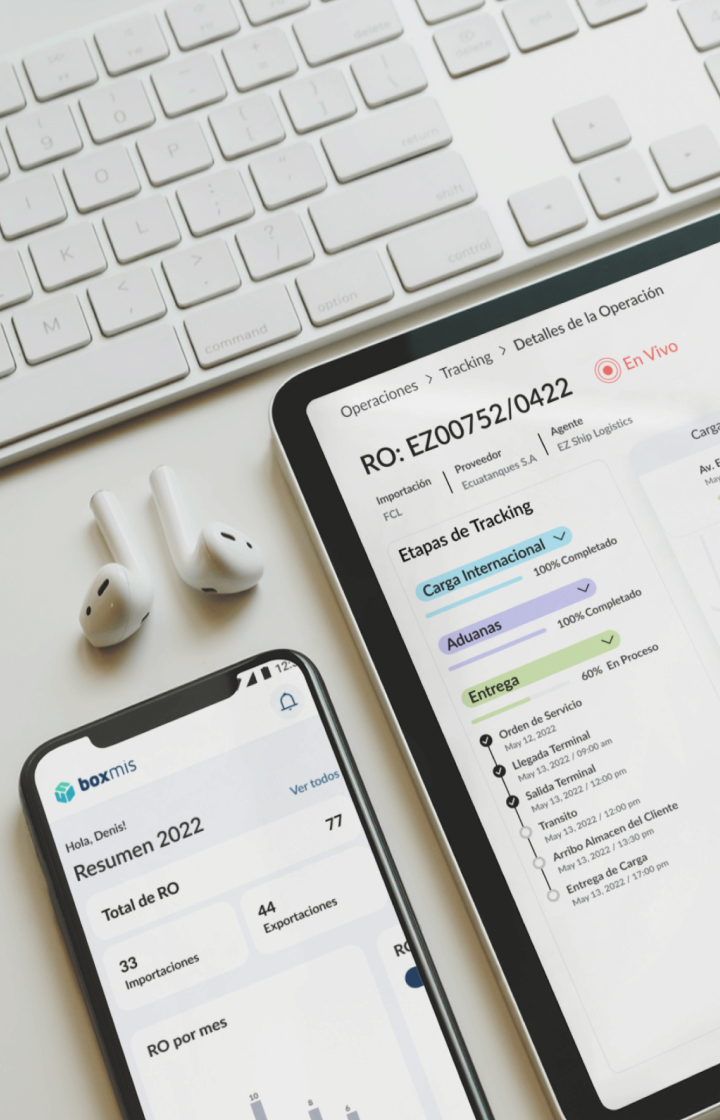 delete
delete
end
9
0
-
+
=
{
[
}
]
|
\
return
I
O
P
:
;
"
'
shift
K
L
<
,
>
.
?
/
control
M
command
option
Operaciones > Tracking > Detalles de la Operación
RO: EZ00752/0422
En Vivo
Importación
FCL
Proveedor
Ecuatanques S.A
Agente
EZ Ship Logistics
Etapas de Tracking
Carga Internacional
100% Completado
Aduanas
100% Completado
Entrega
60% En Proceso
Orden de Servicio
May 12, 2022
Llegada Terminal
May 13, 2022 / 09:00 am
Salida Terminal
May 13, 2022 / 12:00 pm
Transito
May 13, 2022 / 12:00 pm
Arribo Almacen del Cliente
May 13, 2022 / 13:30 pm
Entrega de Carga
May 13, 2022 / 17:00 pm
Carga
Av.
boxmis
Hola, Denis!
Resumen 2022
Ver todos
Total de RO
77
33
Importaciones
44
Exportaciones
RO por mes
RO
10
8
6